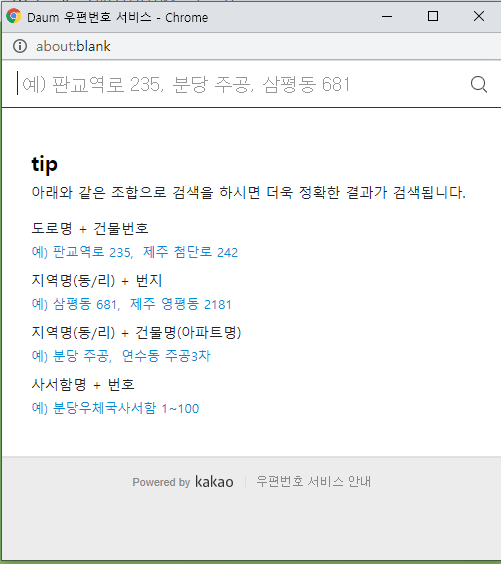 Daum 우편번호 서비스 - Chrome
about:blank
예) 판교역로 235, 분당 주공, 삼평동 681
tip
아래와 같은 조합으로 검색을 하시면 더욱 정확한 결과가 검색됩니다.
도로명 + 건물번호
예) 판교역로 235, 제주 첨단로 242
지역명(동/리) + 번지
예) 삼평동 681, 제주 영평동 2181
지역명(동/리) + 건물명(아파트명)
예) 분당 주공, 연수동 주공3차
사서함명 + 번호
예) 분당우체국사서함 1~100
Powered by kakao 우편번호 서비스 안내